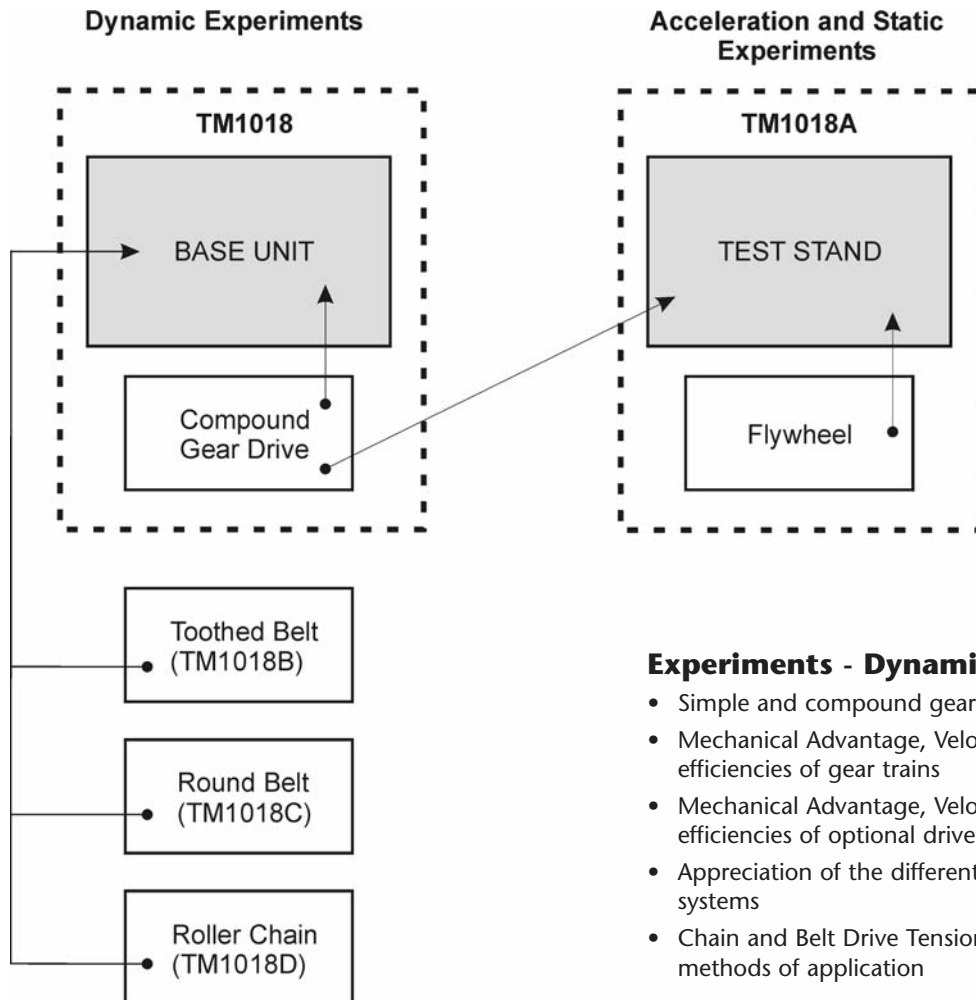 Dynamic Experiments
Acceleration and Static
Experiments
TM1018
BASE UNIT
Compound
Gear Drive
TM1018A
TEST STAND
Flywheel
Toothed Belt
(TM1018B)
Round Belt
(TM1018C)
Roller Chain
(TM1018D)
Experiments - Dynami
• Simple and compound gear
• Mechanical Advantage, Velo
efficiencies of gear trains
• Mechanical Advantage, Velo
efficiencies of optional drive
• Appreciation of the different
systems
• Chain and Belt Drive Tension
methods of application